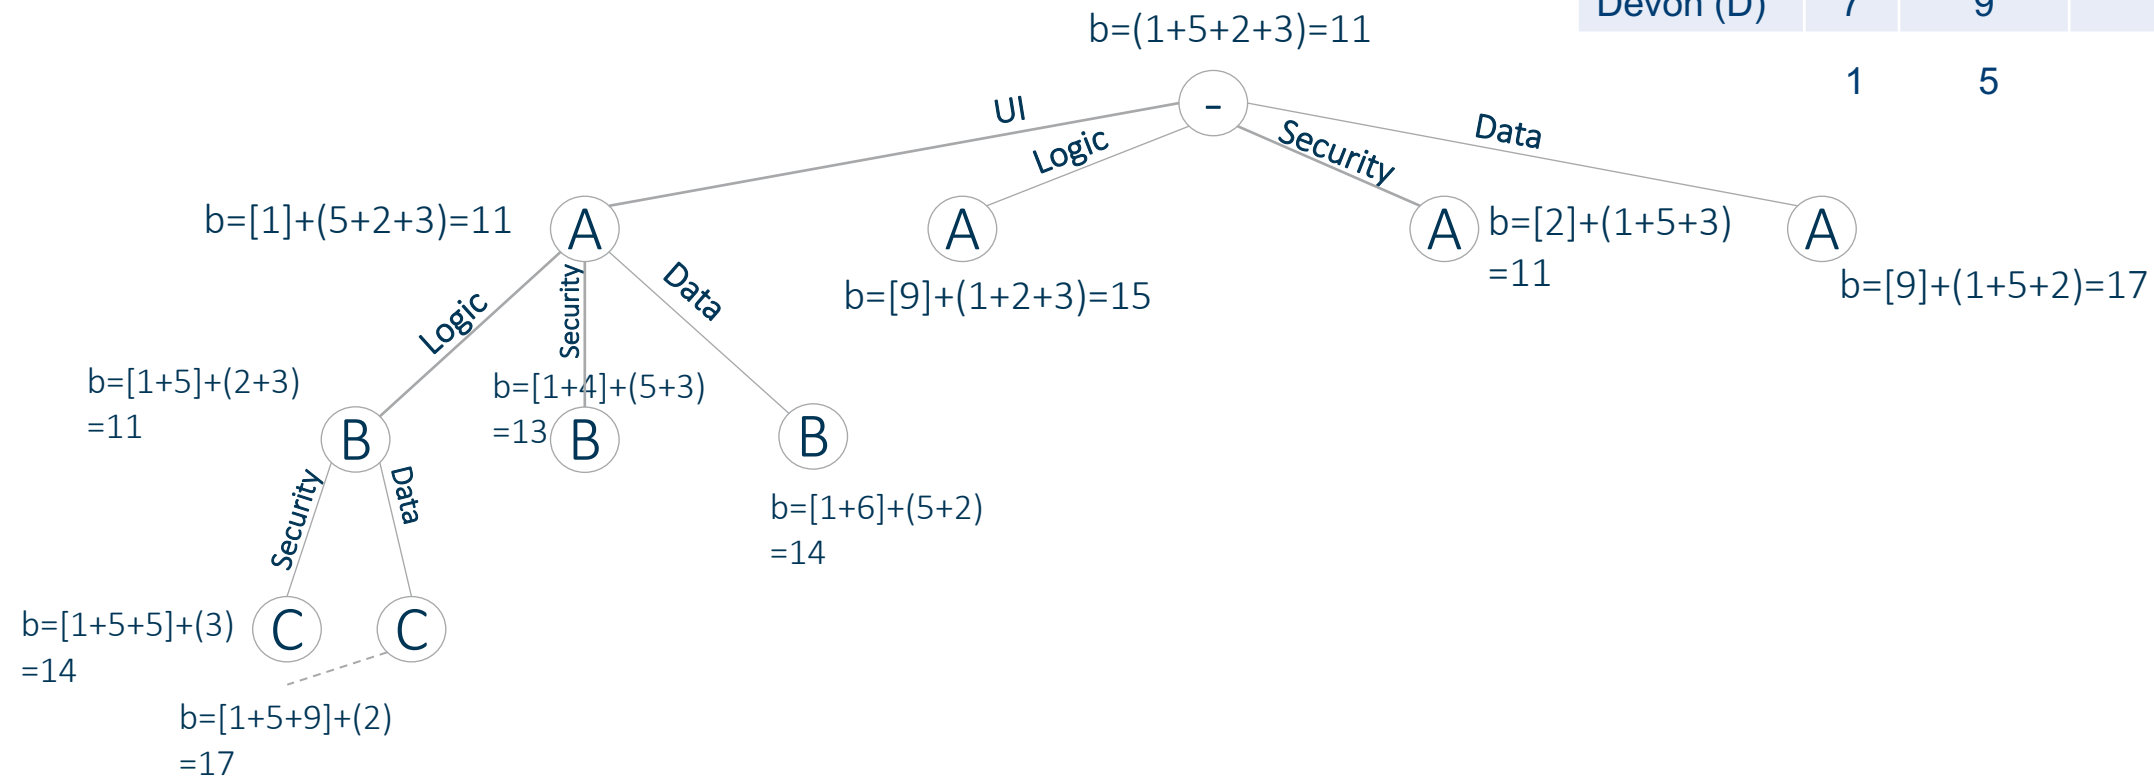 Devon (D) 7 9
b=(1+5+2+3)=11
1 5
-
UI
Logic
Security
Data
b=[1]+(5+2+3)=11
A
A
A
b=[2]+(1+5+3)
=11
A
b=[9]+(1+2+3)=15
b=[9]+(1+5+2)=17
Logic
Security
Data
b=[1+5]+(2+3)
=11
B
b=[1+4]+(5+3)
=13
B
B
b=[1+6]+(5+2)
=14
Security
Data
b=[1+5+5]+(3)
=14
C
C
b=[1+5+9]+(2)
=17